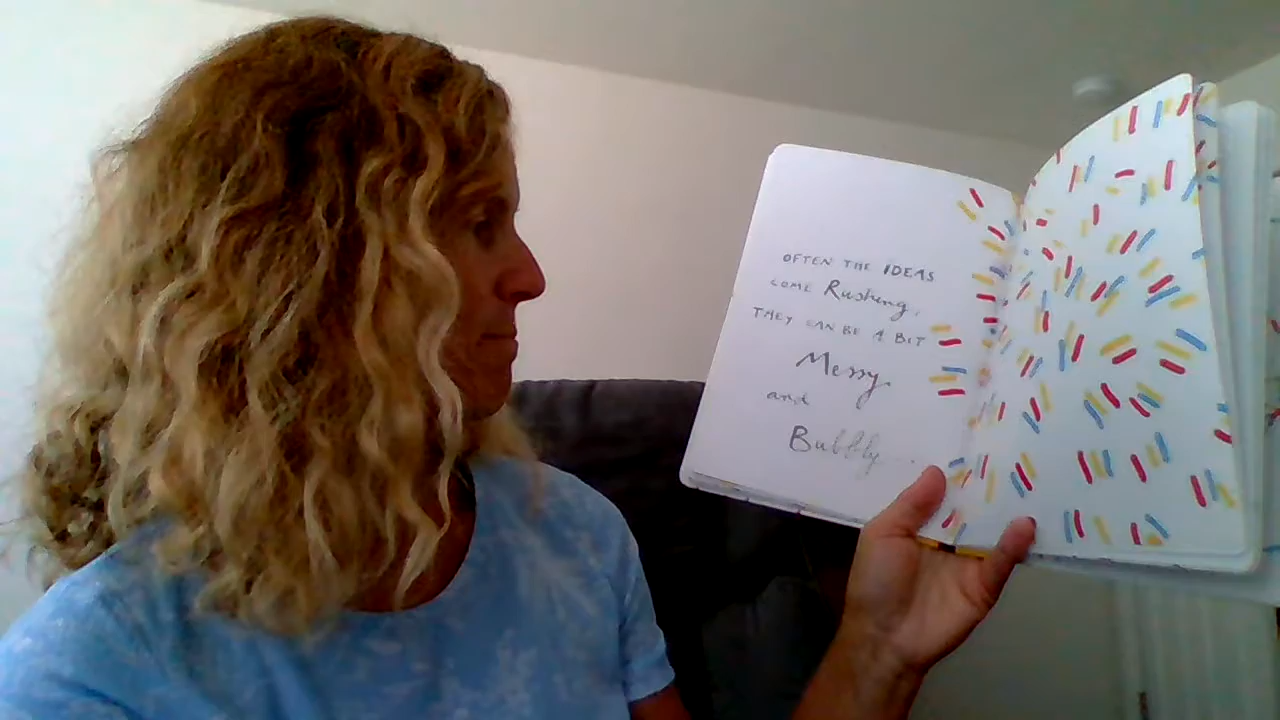 OFTEN THE IDEAS
COME Rushing,
THEY CAN BE A BIT
Messy
and
Bubbly...